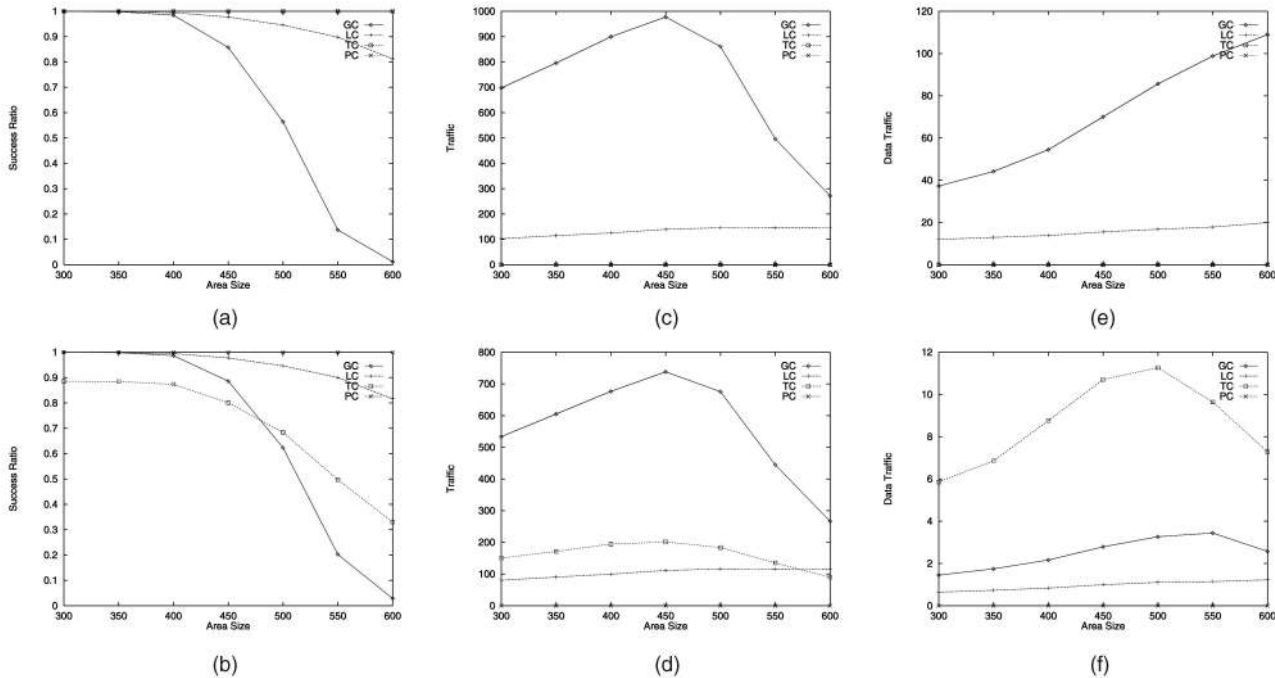 1
0.9
0.8
0.7
0.6
0.5
0.4
0.3
0.2
0.1
0
Success Ratio
300 350 400 450 500 550 600
Area Size
GC
LC
TC
PC
(a)
1000
900
800
700
600
500
400
300
200
100
0
Traffic
300 350 400 450 500 550 600
Area Size
GC
LC
TC
PC
(c)
120
100
80
60
40
20
0
Data Traffic
300 350 400 450 500 550 600
Area Size
GC
LC
TC
PC
(e)
1
0.9
0.8
0.7
0.6
0.5
0.4
0.3
0.2
0.1
0
Success Ratio
300 350 400 450 500 550 600
Area Size
GC
LC
TC
PC
(b)
800
700
600
500
400
300
200
100
0
Traffic
300 350 400 450 500 550 600
Area Size
GC
LC
TC
PC
(d)
12
10
8
6
4
2
0
Data Traffic
300 350 400 450 500 550 600
Area Size
GC
LC
TC
PC
(f)